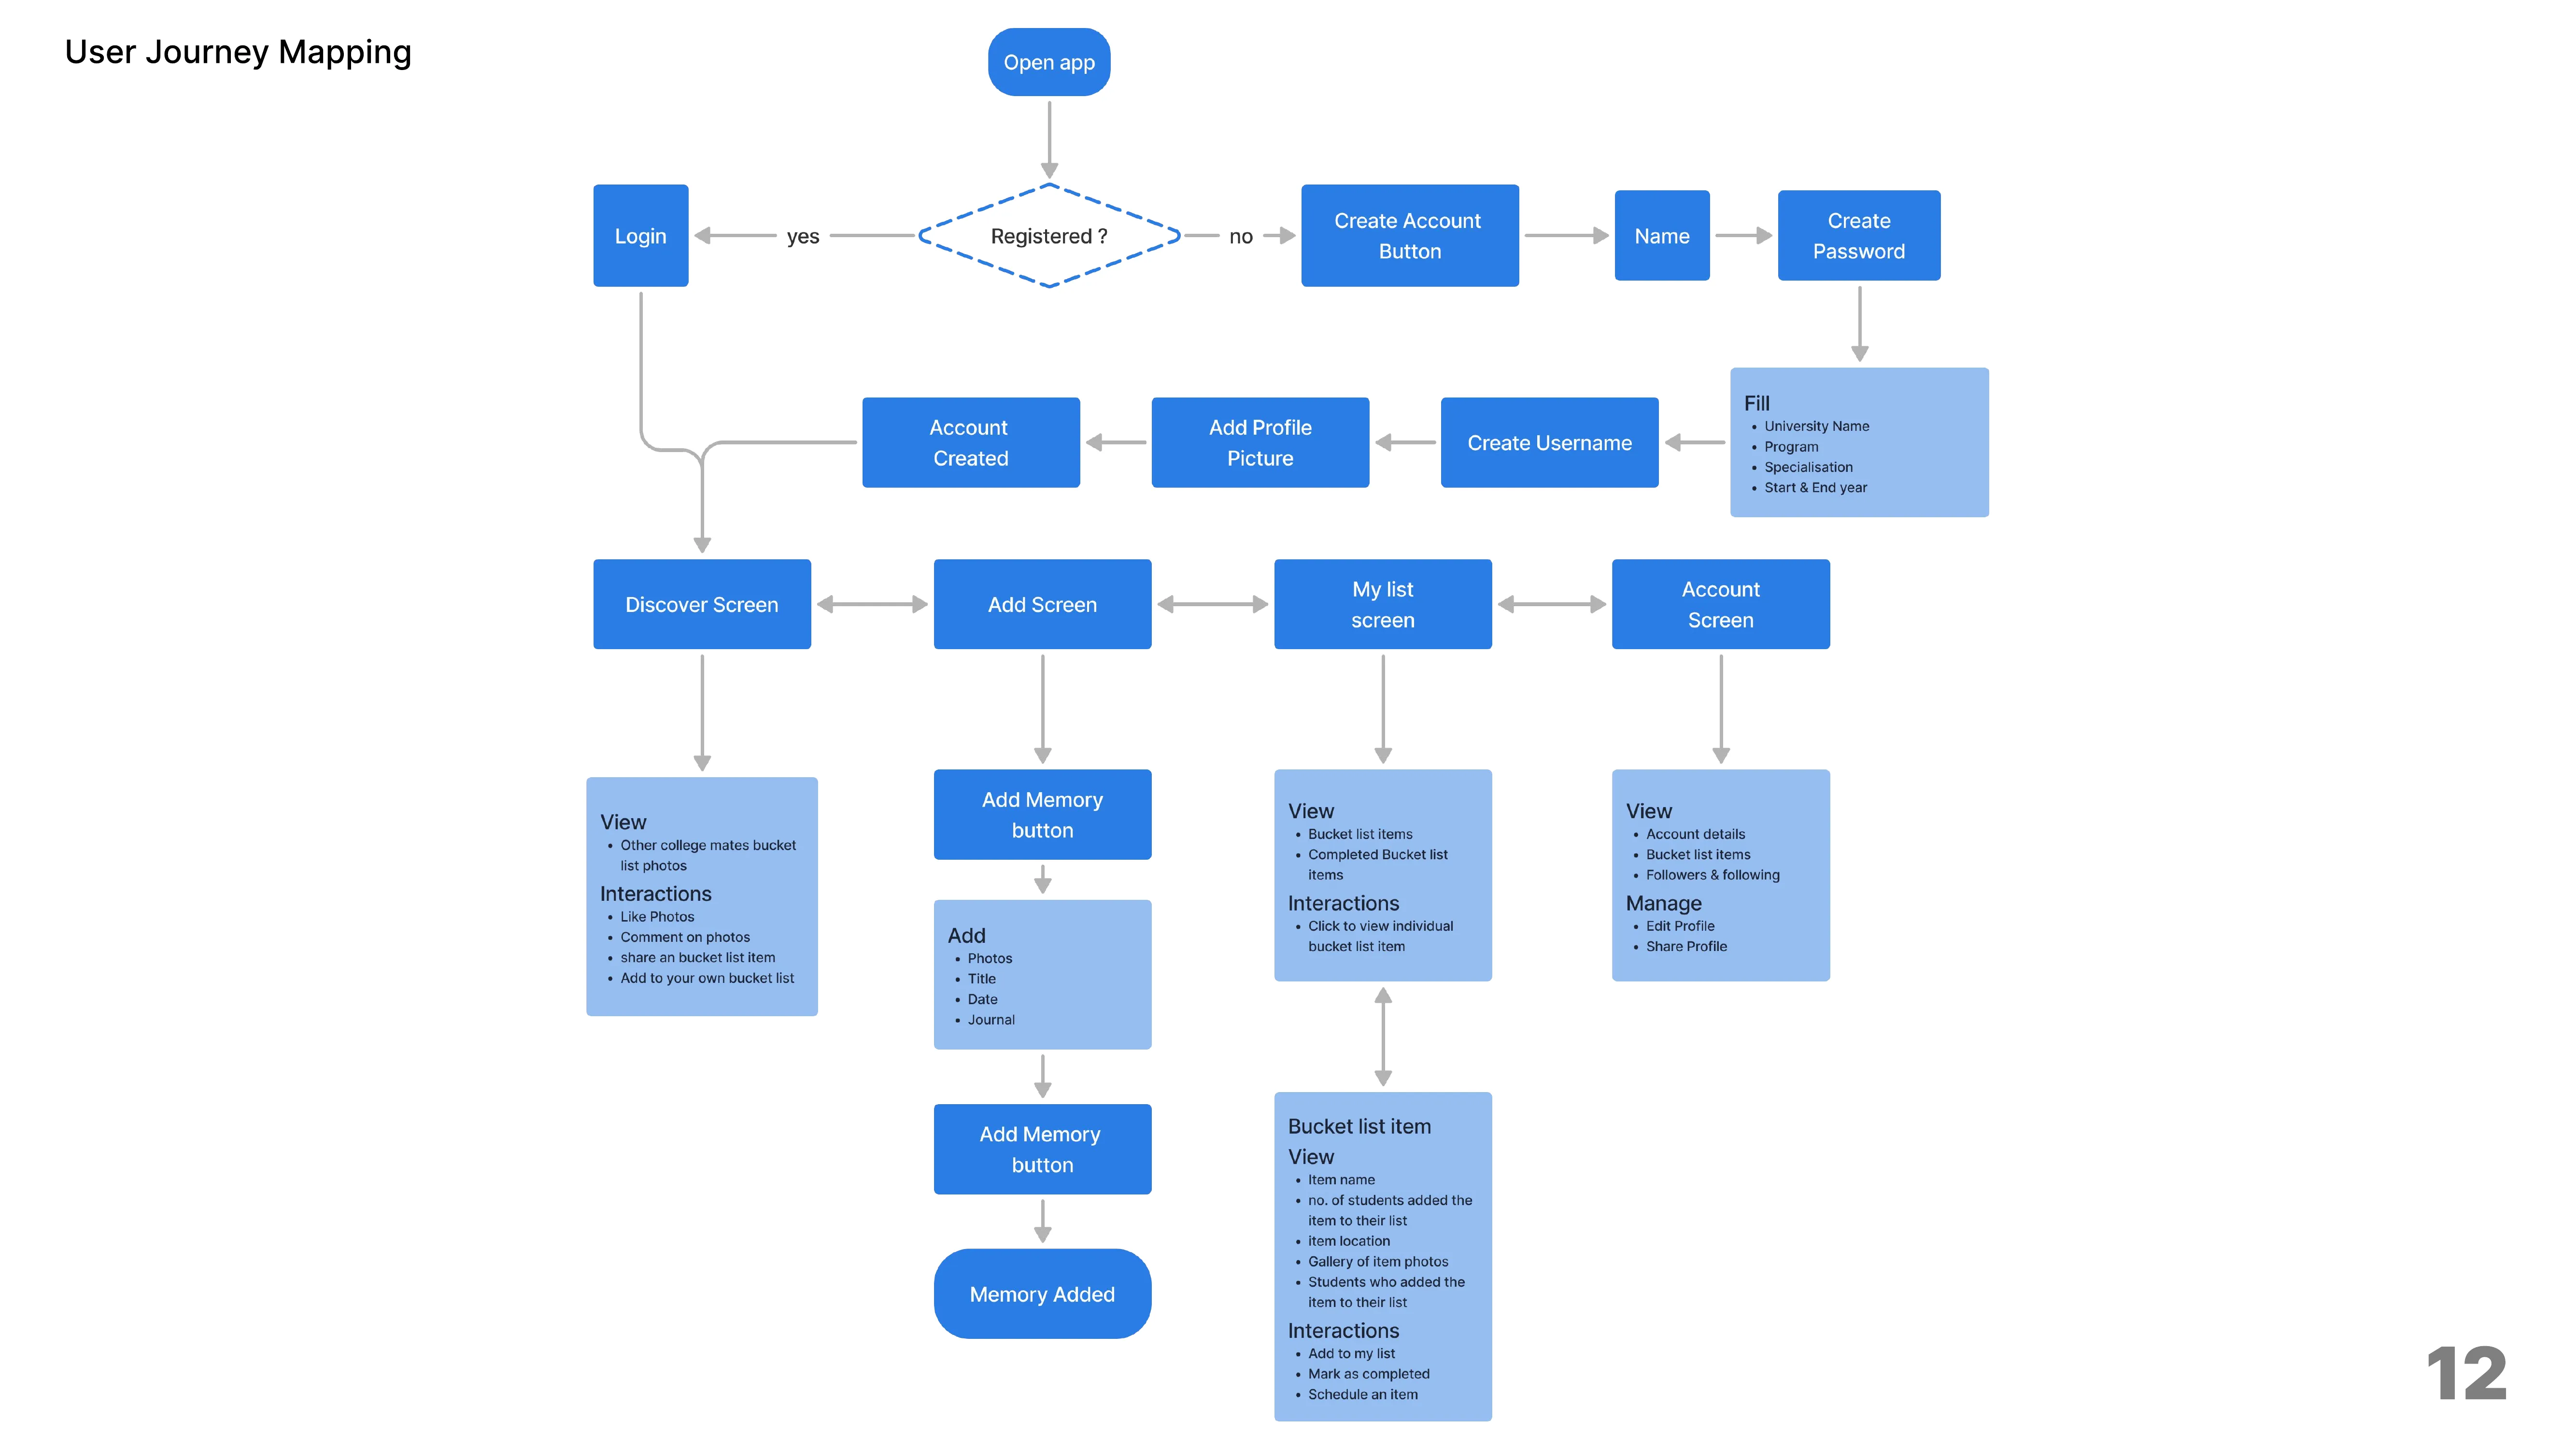 User Journey Mapping
Open app
Login
yes
Registered ?
no
Create Account
Button
Name
Create
Password
Fill
• University Name
• Program
• Specialisation
• Start & End year
Create Username
Add Profile
Picture
Account
Created
Discover Screen
Add Screen
My list
screen
Account
Screen
View
• Other college mates bucket
list photos
Interactions
• Like Photos
• Comment on photos
• share an bucket list item
• Add to your own bucket list
Add Memory
button
Add
• Photos
• Title
• Date
• Journal
Add Memory
button
Memory Added
View
• Bucket list items
• Completed Bucket list
items
Interactions
• Click to view individual
bucket list item
Bucket list item
View
• Item name
• no. of students added the
item to their list
• item location
• Gallery of item photos
• Students who added the
item to their list
Interactions
• Add to my list
• Mark as completed
• Schedule an item
View
• Account details
• Bucket list items
• Followers & following
Manage
• Edit Profile
• Share Profile
12